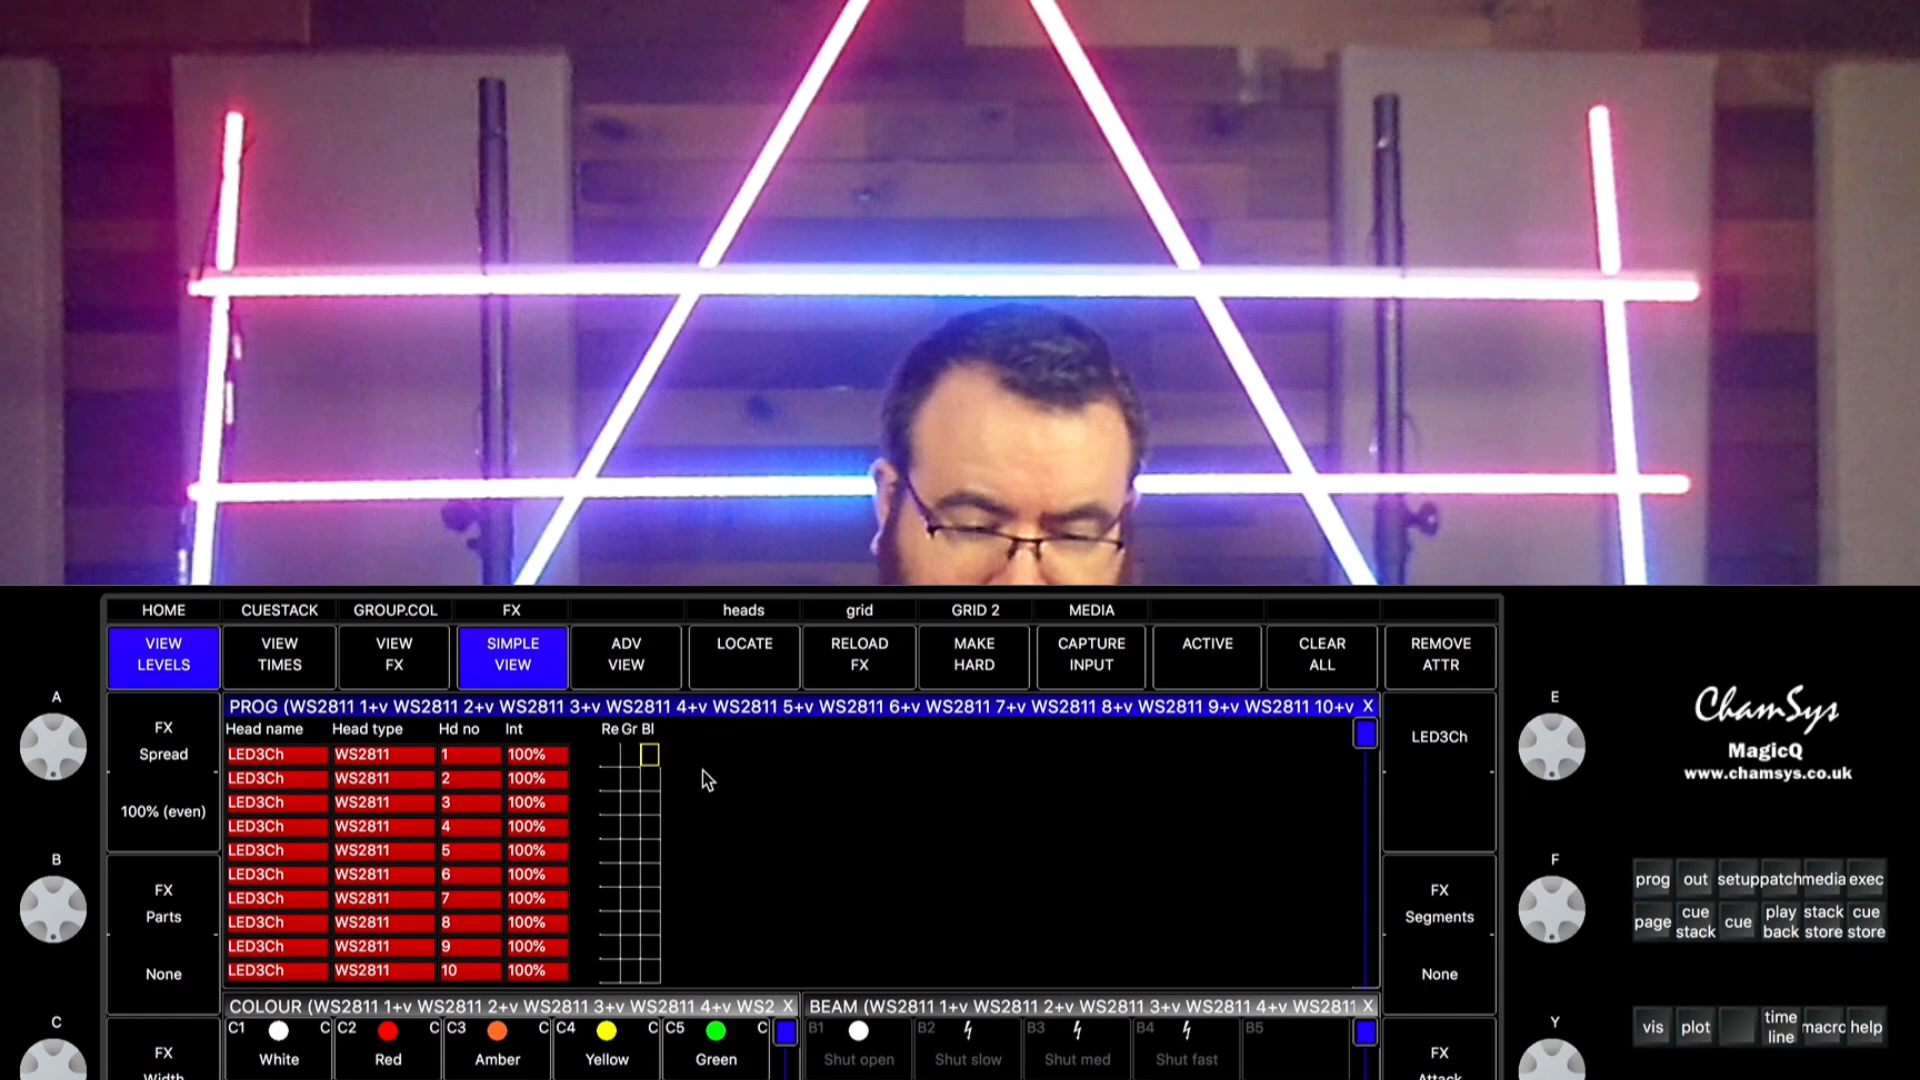 HOME CUESTACK GROUP.COL FX heads grid GRID 2 MEDIA
VIEW LEVELS VIEW TIMES VIEW FX SIMPLE VIEW ADV VIEW LOCATE RELOAD FX MAKE HARD CAPTURE INPUT ACTIVE CLEAR ALL REMOVE ATTR
A
FX
Spread
100% (even)
B
FX
Parts
None
C
FX
Width
PROG (WS2811 1+v WS2811 2+v WS2811 3+v WS2811 4+v WS2811 5+v WS2811 6+v WS2811 7+v WS2811 8+v WS2811 9+v WS2811 10+v X
Head name Head type Hd no Int Re Gr Bl
LED3Ch WS2811 1 100%
LED3Ch WS2811 2 100%
LED3Ch WS2811 3 100%
LED3Ch WS2811 4 100%
LED3Ch WS2811 5 100%
LED3Ch WS2811 6 100%
LED3Ch WS2811 7 100%
LED3Ch WS2811 8 100%
LED3Ch WS2811 9 100%
LED3Ch WS2811 10 100%
COLOUR (WS2811 1+v WS2811 2+v WS2811 3+v WS2811 4+v WS2 X
C1 C C2 C C3 C C4 C C5 C
White Red Amber Yellow Green
BEAM (WS2811 1+v WS2811 2+v WS2811 3+v WS2811 4+v WS2811 X
B1 B2 B3 B4 B5
Shut open Shut slow Shut med Shut fast
LED3Ch
E
FX
Segments
None
F
FX
Attack
Y
ChamSys
MagicQ
www.chamsys.co.uk
prog out setup patch media exec
page cue stack cue play back stack store cue store
vis plot time line macro help